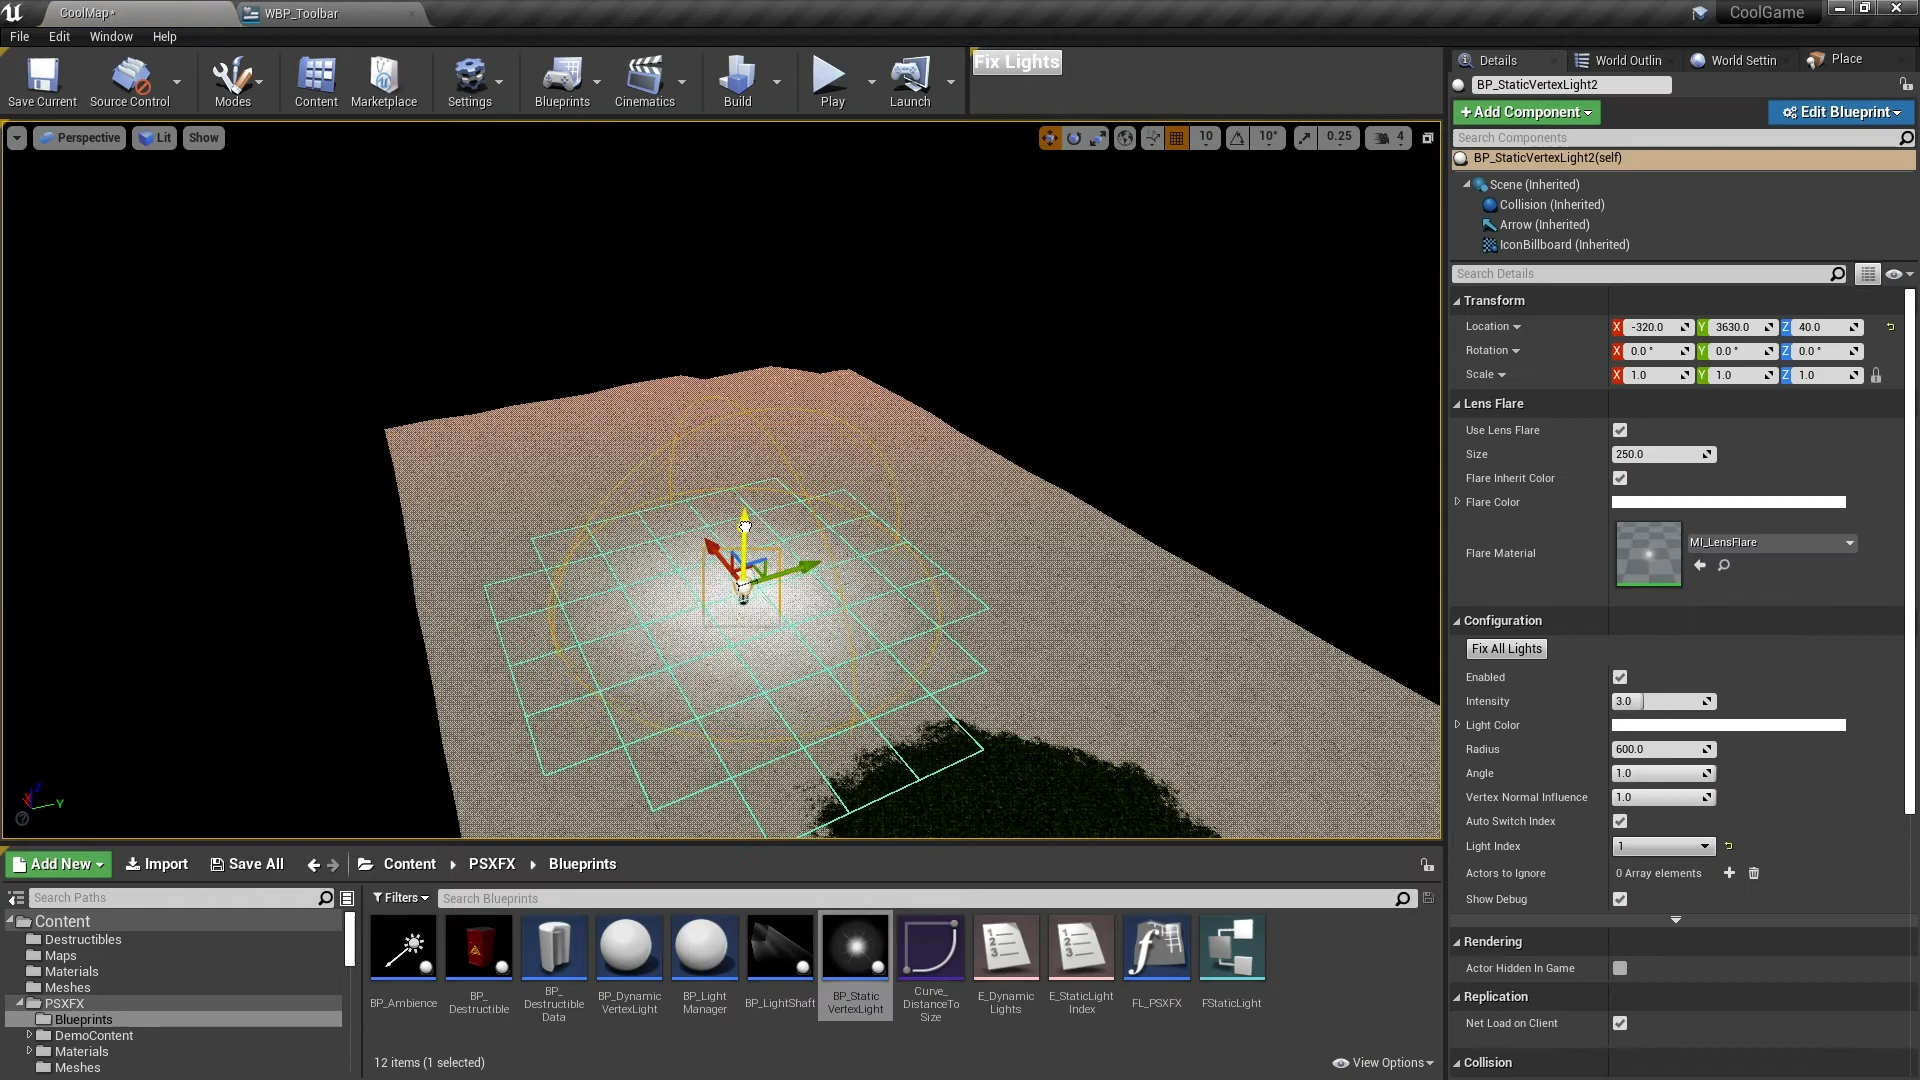 CoolMap*
WBP_Toolbar
CoolGame
File
Edit
Window
Help
Save Current
Source Control
Modes
Content
Marketplace
Settings
Blueprints
Cinematics
Build
Play
Launch
Fix Lights
Perspective
Lit
Show
10
10°
0.25
4
X
Z
Y
Details
World Outlin
World Settin
Place
BP_StaticVertexLight2
+Add Component
Edit Blueprint
Search Components
BP_StaticVertexLight2(self)
Scene (Inherited)
Collision (Inherited)
Arrow (Inherited)
IconBillboard (Inherited)
Search Details
Transform
Location X -320.0 Y 3630.0 Z 40.0
Rotation X 0.0 ° Y 0.0 ° Z 0.0 °
Scale X 1.0 Y 1.0 Z 1.0
Lens Flare
Use Lens Flare
Size 250.0
Flare Inherit Color
Flare Color
Flare Material MI_LensFlare
Configuration
Fix All Lights
Enabled
Intensity 3.0
Light Color
Radius 600.0
Angle 1.0
Vertex Normal Influence 1.0
Auto Switch Index
Light Index 1
Actors to Ignore 0 Array elements
Show Debug
Rendering
Actor Hidden In Game
Replication
Net Load on Client
Collision
Add New
Import
Save All
Content
PSXFX
Blueprints
Search Paths
Content
Destructibles
Maps
Materials
Meshes
PSXFX
Blueprints
DemoContent
Materials
Meshes
Filters
Search Blueprints
BP_Ambience
BP_
Destructible
BP_
Destructible
Data
BP_Dynamic
VertexLight
BP_Light
Manager
BP_LightShaft
BP_Static
VertexLight
Curve_
DistanceTo
Size
E_Dynamic
Lights
E_StaticLight
Index
FL_PSXFX
FStaticLight
12 items (1 selected)
View Options